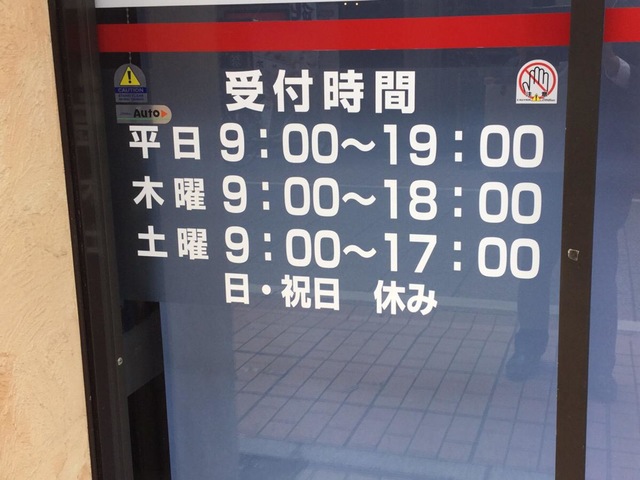 受付時間
CAUTION
Auto
平日 9：00～19：00
木曜 9：00～18：00
土曜 9：00～17：00
日・祝日 休み